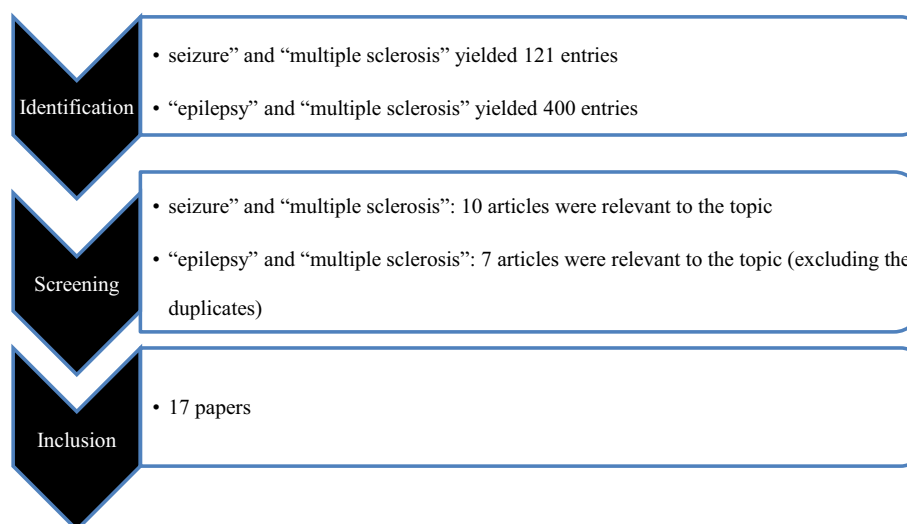 Identification
• seizure” and “multiple sclerosis” yielded 121 entries
• “epilepsy” and “multiple sclerosis” yielded 400 entries
Screening
• seizure” and “multiple sclerosis”: 10 articles were relevant to the topic
• “epilepsy” and “multiple sclerosis”: 7 articles were relevant to the topic (excluding the
duplicates)
Inclusion
• 17 papers